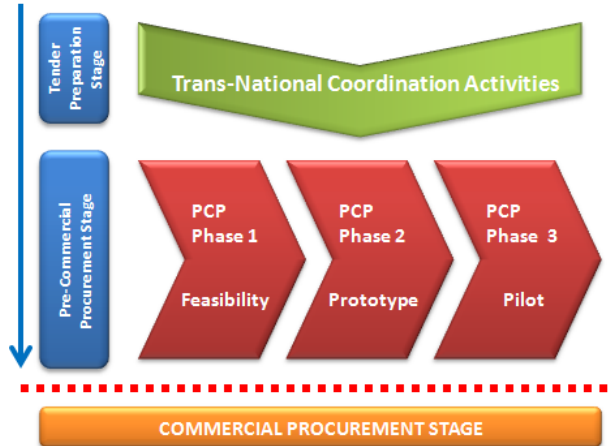 Tender
Preparation
Stage
Trans-National Coordination Activities
Pre-Commercial
Procurement Stage
PCP
Phase 1
Feasibility
PCP
Phase 2
Prototype
PCP
Phase 3
Pilot
COMMERCIAL PROCUREMENT STAGE